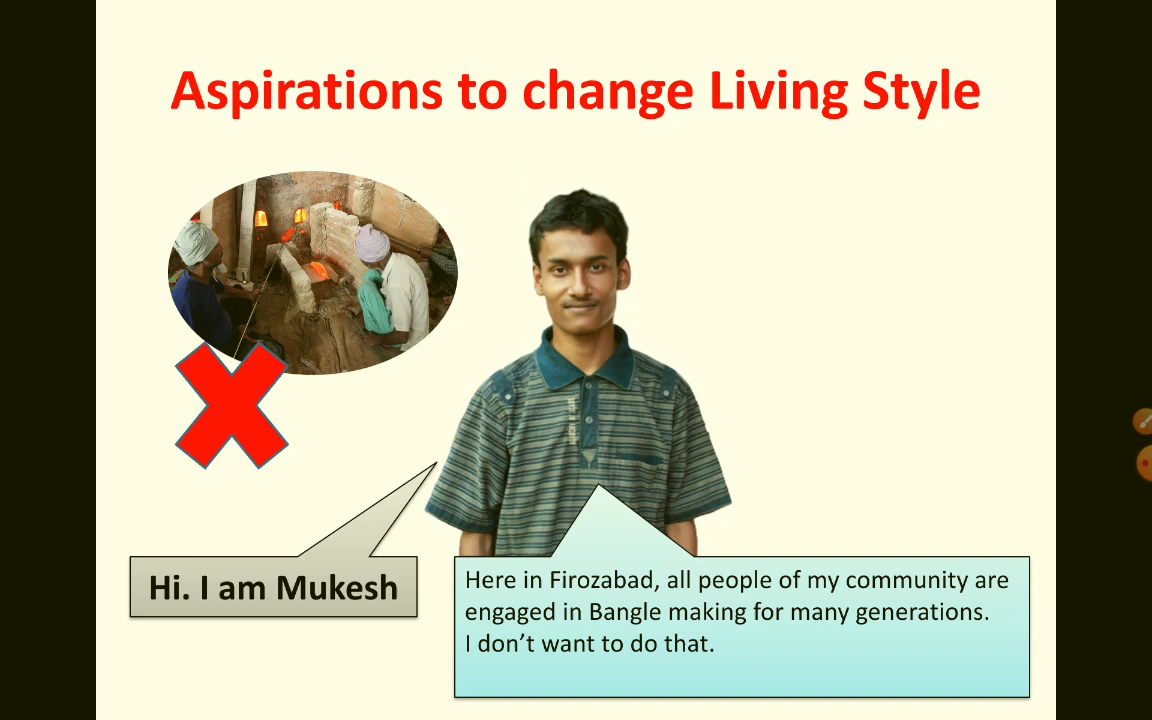 Aspirations to change Living Style
Hi. I am Mukesh
Here in Firozabad, all people of my community are
engaged in Bangle making for many generations.
I don’t want to do that.